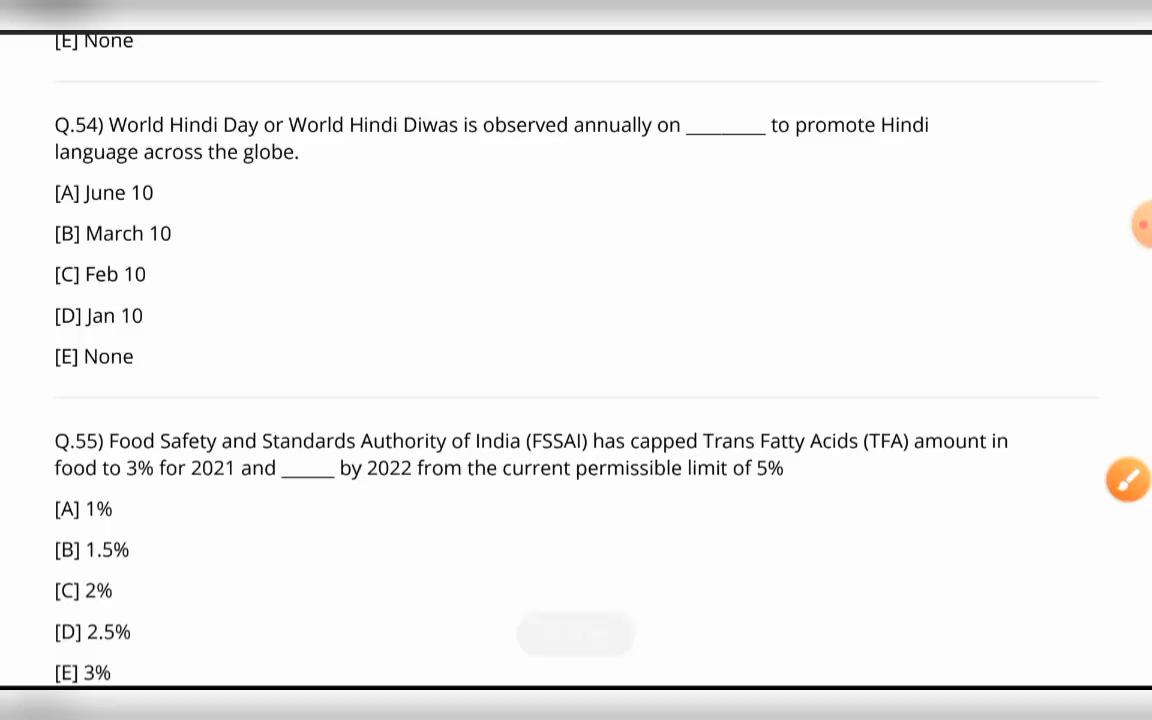 [E] None
Q.54) World Hindi Day or World Hindi Diwas is observed annually on ________ to promote Hindi
language across the globe.
[A] June 10
[B] March 10
[C] Feb 10
[D] Jan 10
[E] None
Q.55) Food Safety and Standards Authority of India (FSSAI) has capped Trans Fatty Acids (TFA) amount in
food to 3% for 2021 and _____ by 2022 from the current permissible limit of 5%
[A] 1%
[B] 1.5%
[C] 2%
[D] 2.5%
[E] 3%